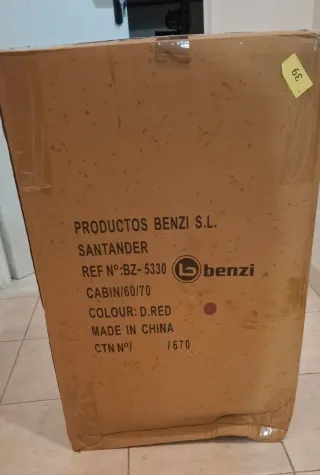 39
PRODUCTOS BENZI S.L.
SANTANDER
REF Nº:BZ-5330
benzi
CABIN/60/70
COLOUR: D.RED
MADE IN CHINA
CTN Nº/ /670